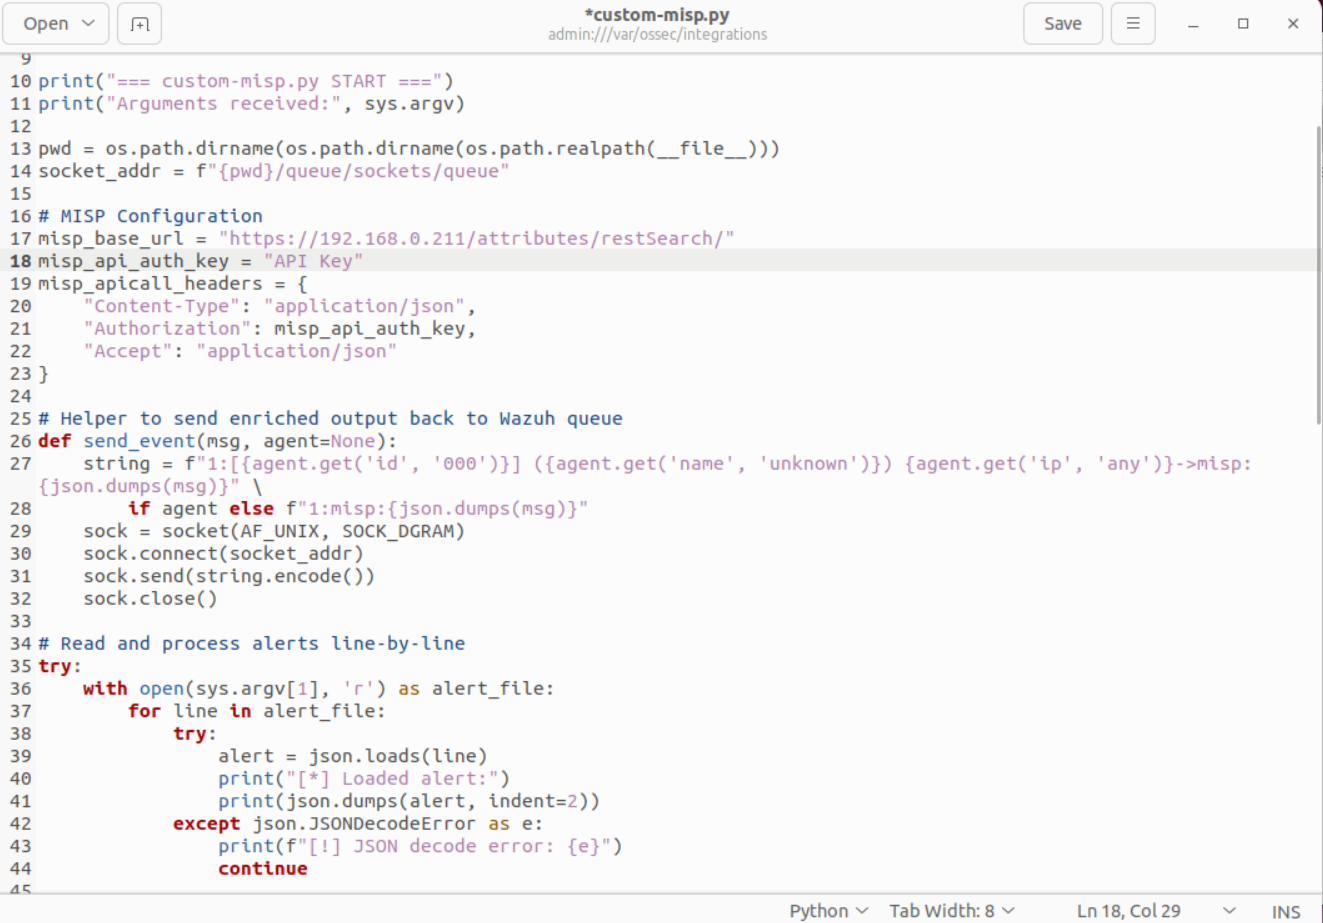 Open
*custom-misp.py
admin:///var/ossec/integrations
Save
9
10 print("=== custom-misp.py START ===")
11 print("Arguments received:", sys.argv)
12
13 pwd = os.path.dirname(os.path.dirname(os.path.realpath(__file__)))
14 socket_addr = f"{pwd}/queue/sockets/queue"
15
16 # MISP Configuration
17 misp_base_url = "https://192.168.0.211/attributes/restSearch/"
18 misp_api_auth_key = "API Key"
19 misp_apicall_headers = {
20     "Content-Type": "application/json",
21     "Authorization": misp_api_auth_key,
22     "Accept": "application/json"
23 }
24
25 # Helper to send enriched output back to Wazuh queue
26 def send_event(msg, agent=None):
27     string = f"1:[{agent.get('id', '000')}] ({agent.get('name', 'unknown')}) {agent.get('ip', 'any')}->misp:
{json.dumps(msg)}" \
28         if agent else f"1:misp:{json.dumps(msg)}"
29     sock = socket(AF_UNIX, SOCK_DGRAM)
30     sock.connect(socket_addr)
31     sock.send(string.encode())
32     sock.close()
33
34 # Read and process alerts line-by-line
35 try:
36     with open(sys.argv[1], 'r') as alert_file:
37         for line in alert_file:
38             try:
39                 alert = json.loads(line)
40                 print("[*] Loaded alert:")
41                 print(json.dumps(alert, indent=2))
42             except json.JSONDecodeError as e:
43                 print(f"[!] JSON decode error: {e}")
44                 continue
45
Python Tab Width: 8 Ln 18, Col 29 INS